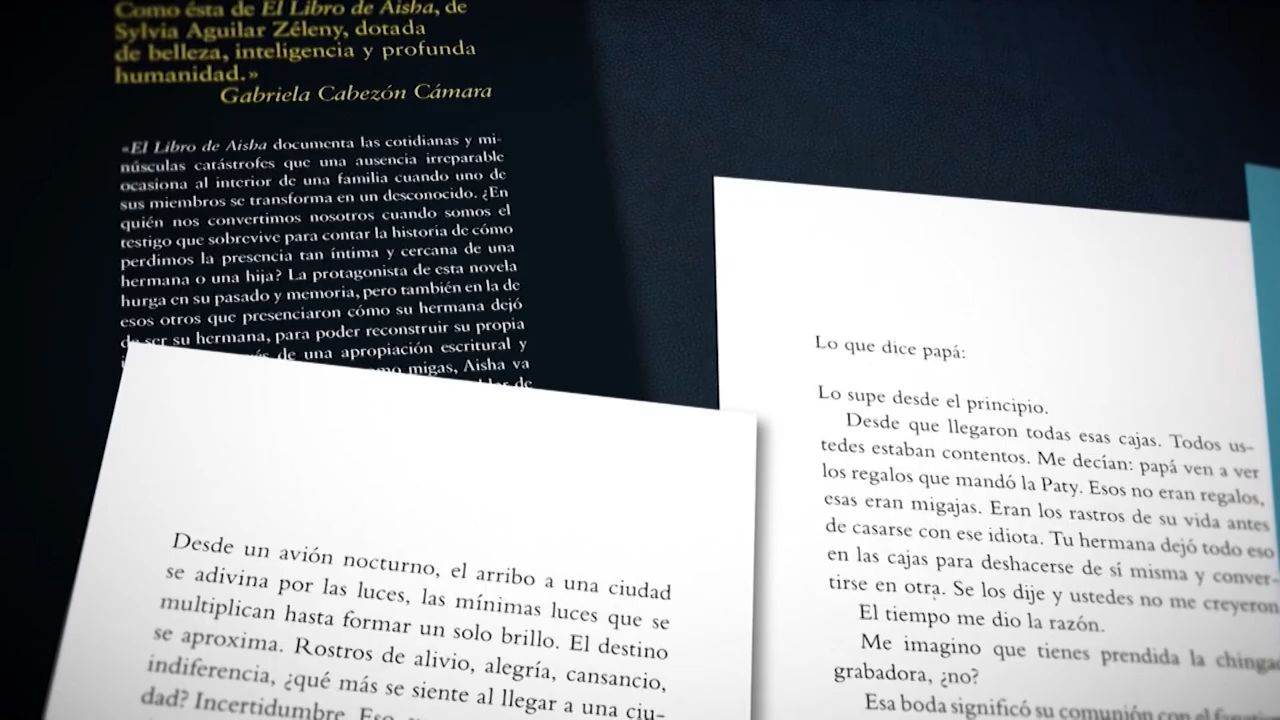 Como ésta de El Libro de Aisha, de
Sylvia Aguilar Zéleny, dotada
de belleza, inteligencia y profunda
humanidad.»
Gabriela Cabezón Cámara
«El Libro de Aisha documenta las cotidianas y mi-
núsculas catástrofes que una ausencia irreparable
ocasiona al interior de una familia cuando uno de
sus miembros se transforma en un desconocido. ¿En
quién nos convertimos nosotros cuando somos el
testigo que sobrevive para contar la historia de cómo
perdimos la presencia tan íntima y cercana de una
hermana o una hija? La protagonista de esta novela
hurga en su pasado y memoria, pero también en la de
esos otros que presenciaron cómo su hermana dejó
de ser su hermana, para poder reconstruir su propia
de una apropiación escritural y
migas, Aisha va
de
Desde un avión nocturno, el arribo a una ciudad
se adivina por las luces, las mínimas luces que se
multiplican hasta formar un solo brillo. El destino
se aproxima. Rostros de alivio, alegría, cansancio,
indiferencia, ¿qué más se siente al llegar a una ciu-
dad? Incertidumbre. Eso
Lo que dice papá:
Lo supe desde el principio.
Desde que llegaron todas esas cajas. Todos us-
tedes estaban contentos. Me decían: papá ven a ver
los regalos que mandó la Paty. Esos no eran regalos,
esas eran migajas. Eran los rastros de su vida antes
de casarse con ese idiota. Tu hermana dejó todo eso
en las cajas para deshacerse de sí misma y conver-
tirse en otra. Se los dije y ustedes no me creyeron
El tiempo me dio la razón.
Me imagino que tienes prendida la
grabadora, ¿no?
Esa boda significó su comunión con el